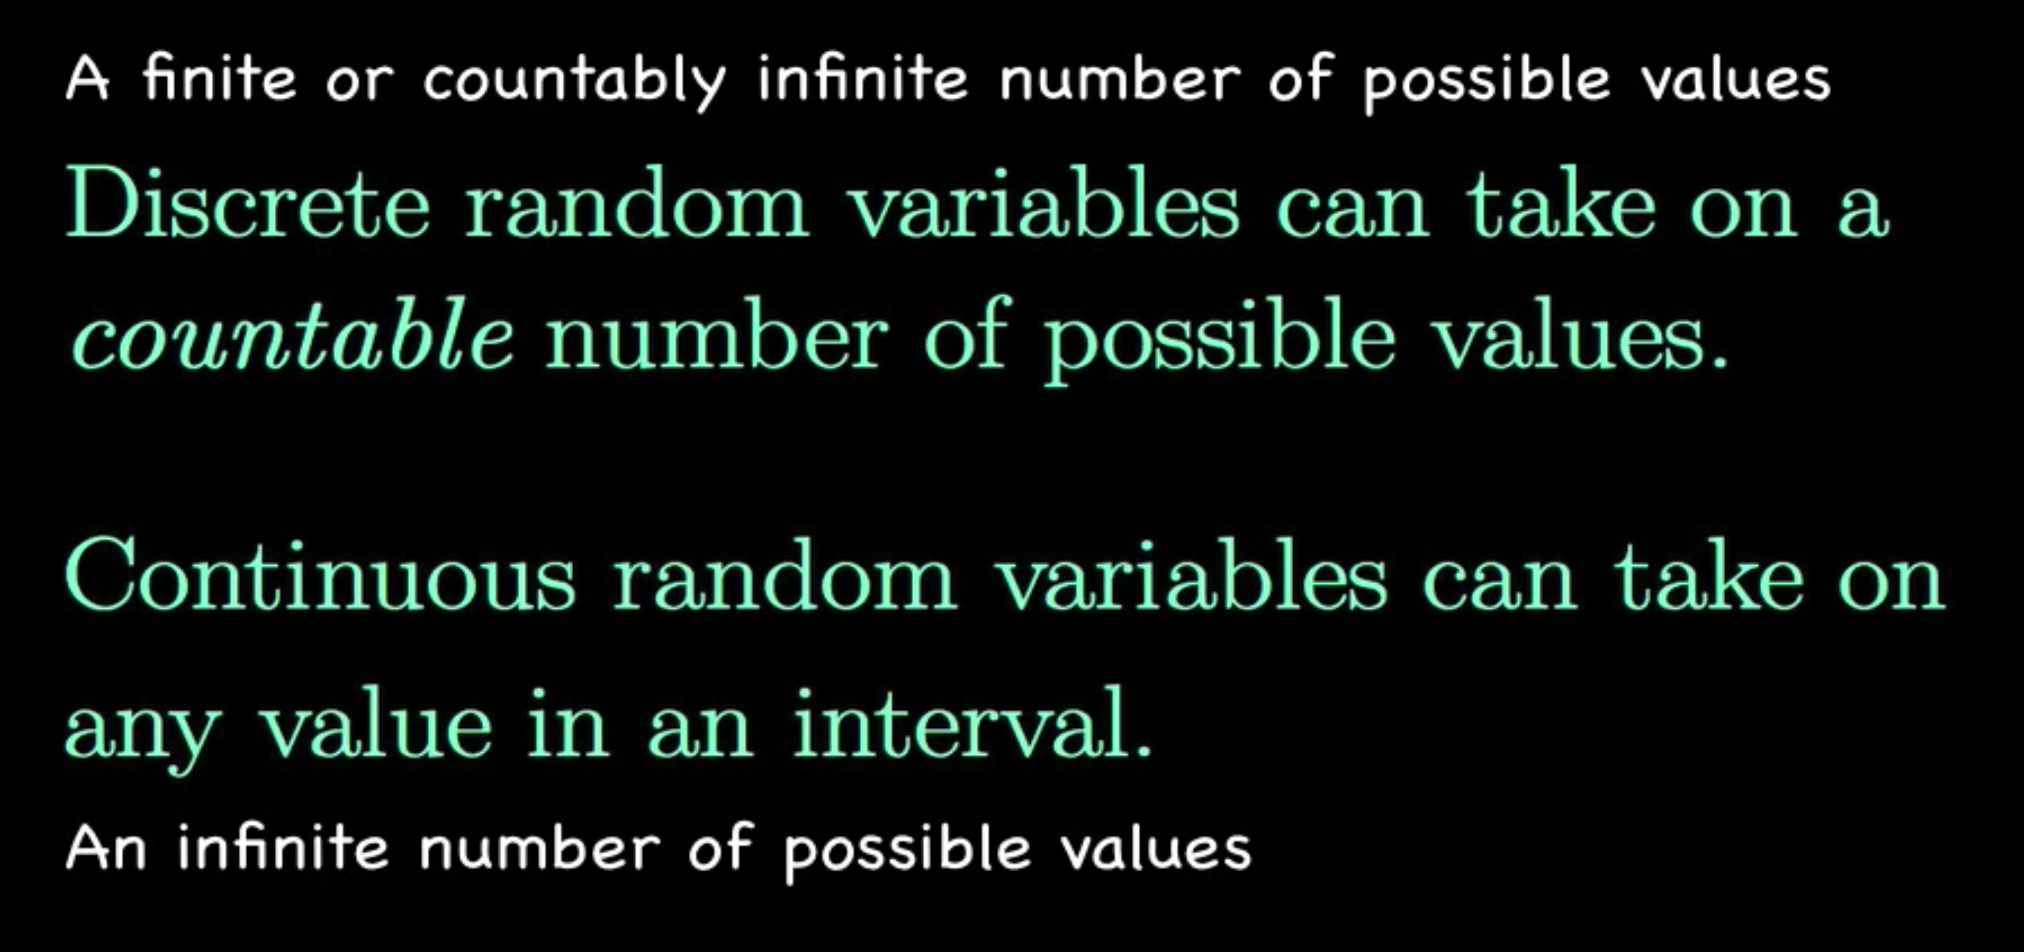 A finite or countably infinite number of possible values
Discrete random variables can take on a
countable number of possible values.
Continuous random variables can take on
any value in an interval.
An infinite number of possible values